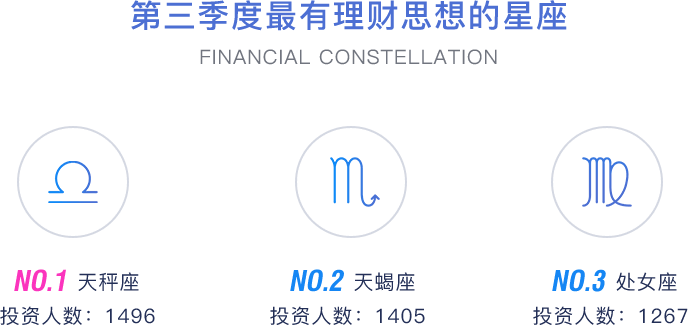 第三季度最有理财思想的星座
FINANCIAL CONSTELLATION
NO.1 天秤座
投资人数：1496
NO.2 天蝎座
投资人数：1405
NO.3 处女座
投资人数：1267